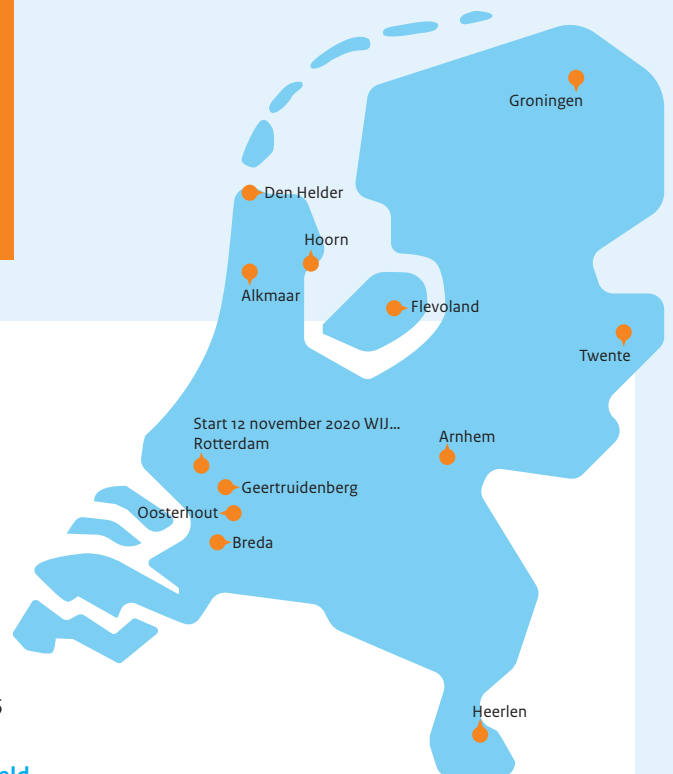 Groningen
Den Helder
Hoorn
Alkmaar
Flevoland
Twente
Start 12 november 2020 WIJ...
Rotterdam
Arnhem
Geertruidenberg
Oosterhout
Breda
Heerlen